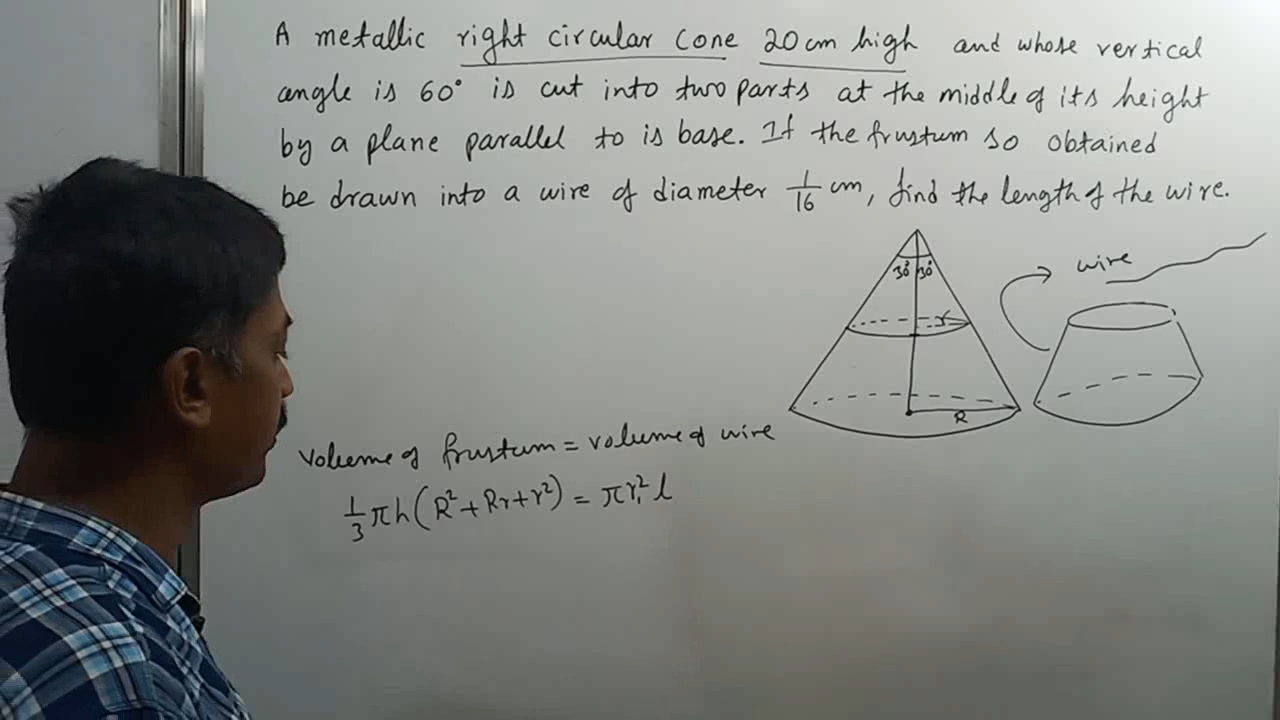 A metallic right circular cone 20 cm high and whose vertical
angle is 60° is cut into two parts at the middle of its height
by a plane parallel to is base. If the frustum so obtained
be drawn into a wire of diameter 1/16 cm, find the length of the wire.
30° 30°
wire
r
R
Volume of frustum = volume of wire
1/3 πh(R² + Rr + r²) = πr₁² l